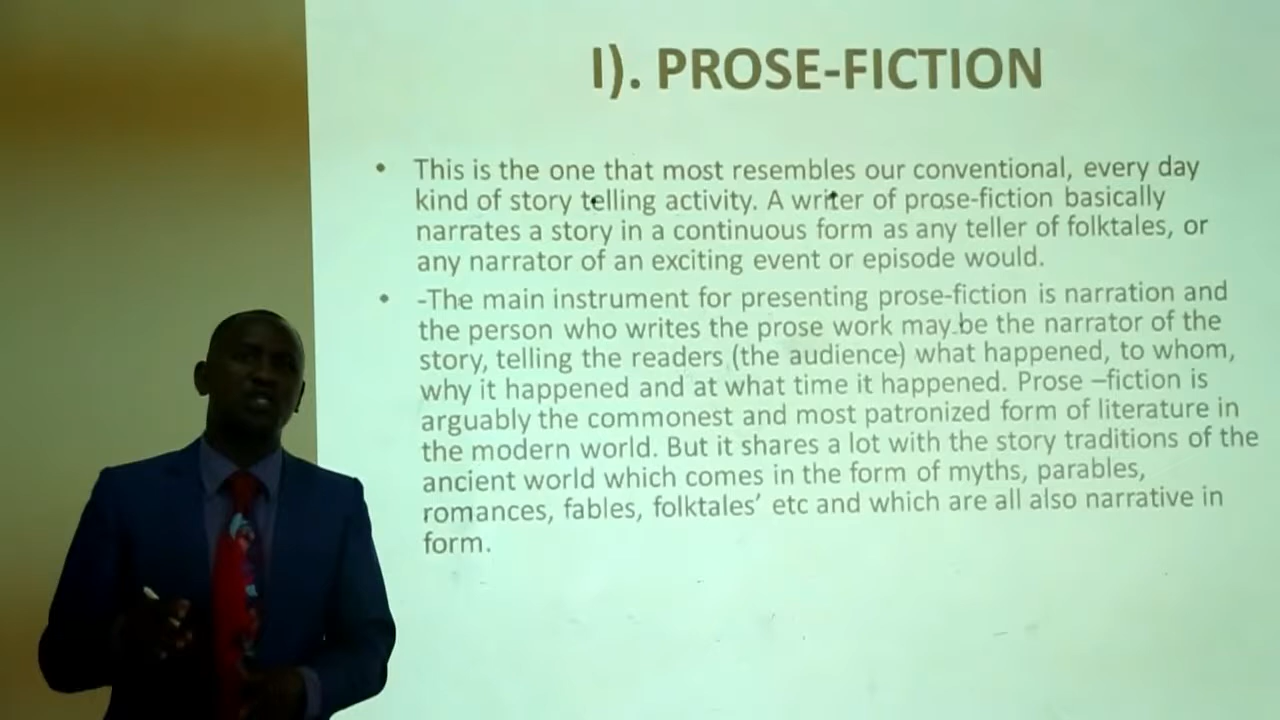 I). PROSE-FICTION
• This is the one that most resembles our conventional, every day
kind of story telling activity. A writer of prose-fiction basically
narrates a story in a continuous form as any teller of folktales, or
any narrator of an exciting event or episode would.
• -The main instrument for presenting prose-fiction is narration and
the person who writes the prose work may be the narrator of the
story, telling the readers (the audience) what happened, to whom,
why it happened and at what time it happened. Prose –fiction is
arguably the commonest and most patronized form of literature in
the modern world. But it shares a lot with the story traditions of the
ancient world which comes in the form of myths, parables,
romances, fables, folktales’ etc and which are all also narrative in
form.